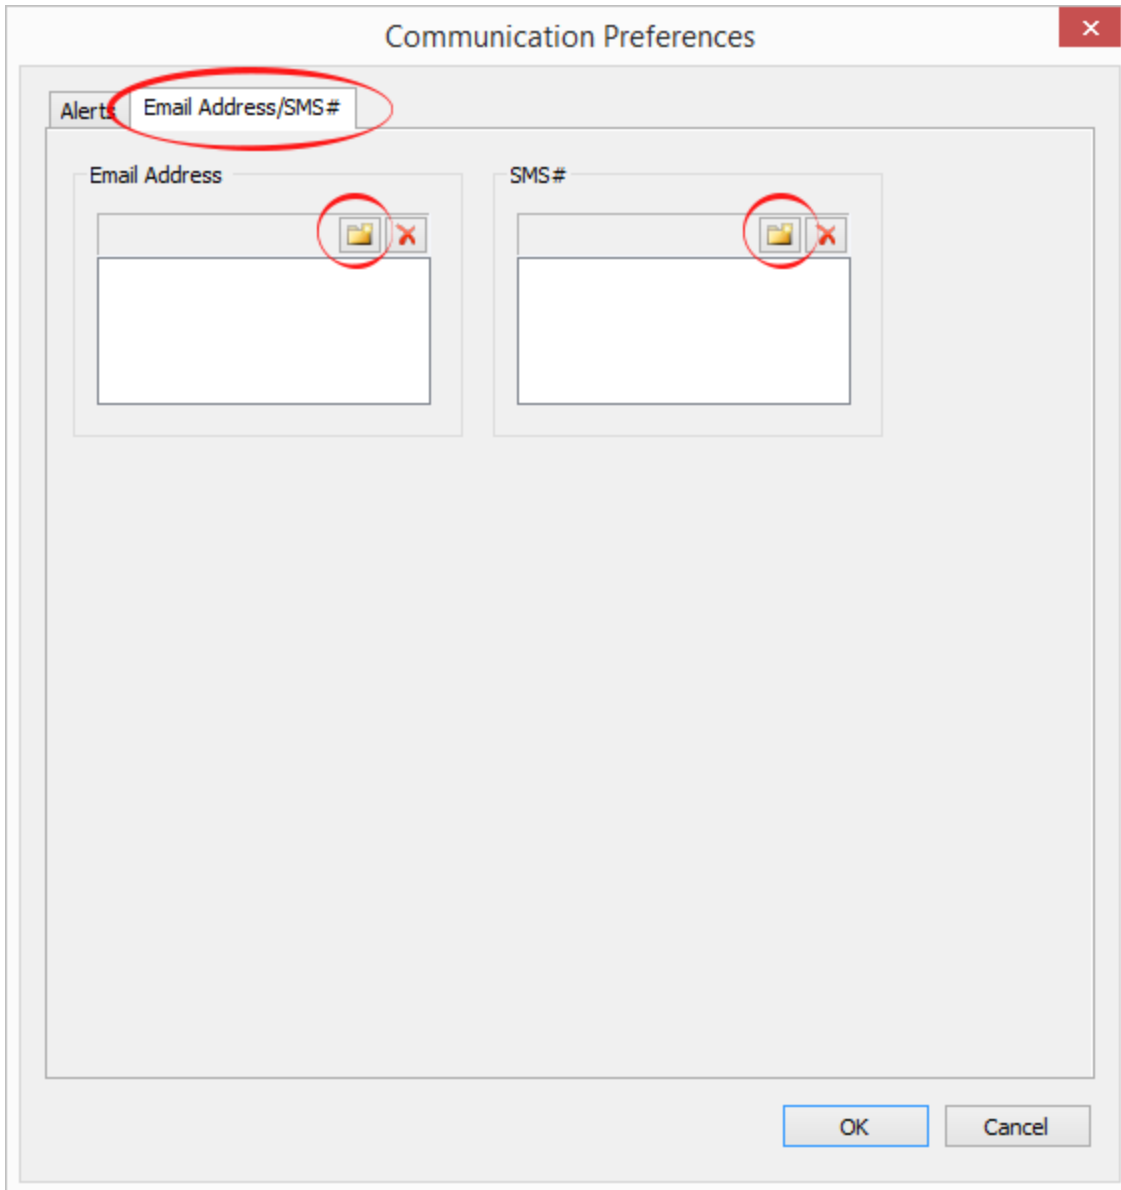 Communication Preferences
Alerts
Email Address/SMS#
Email Address
SMS#
OK
Cancel